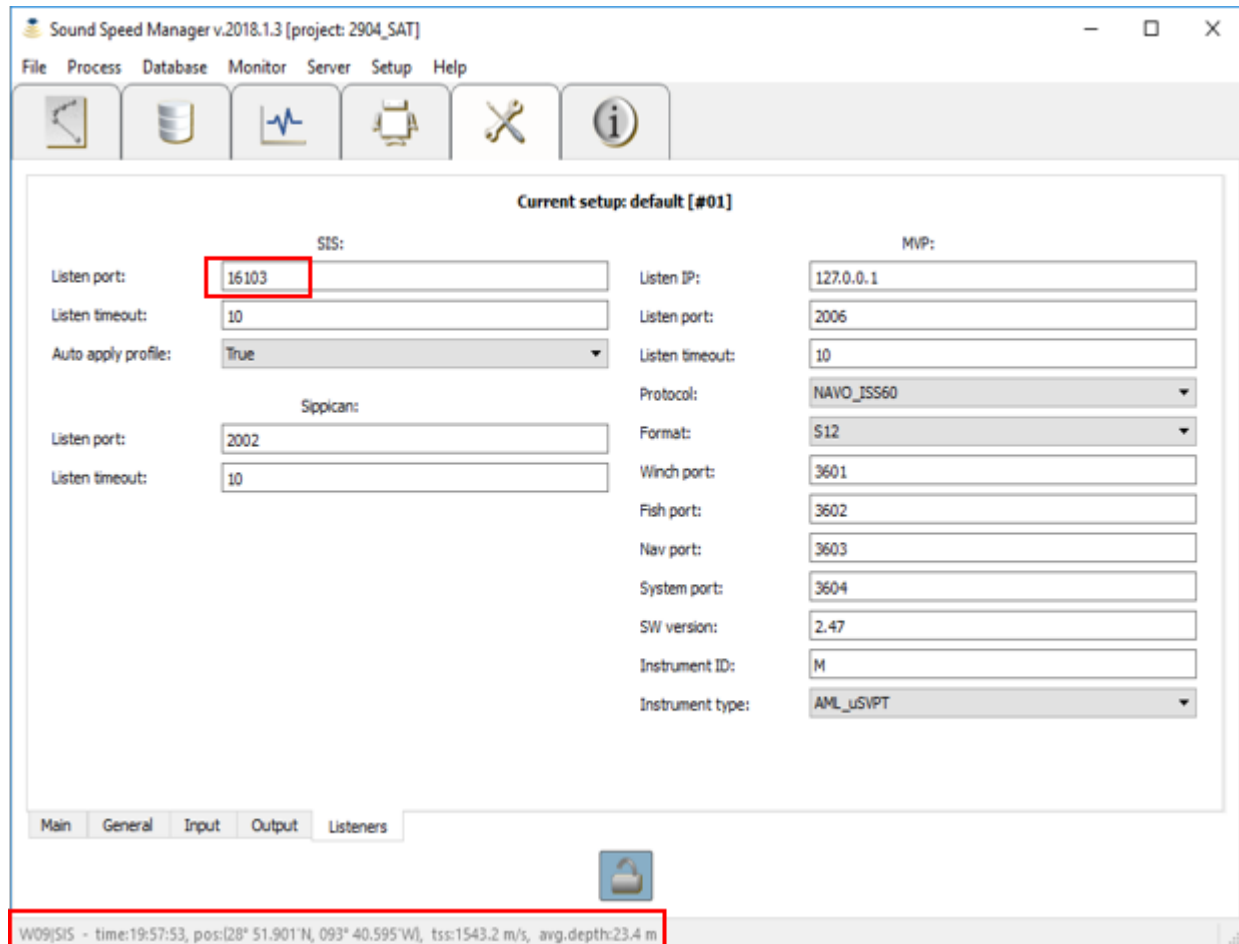 Sound Speed Manager v.2018.1.3 [project: 2904_SAT]
File Process Database Monitor Server Setup Help
Current setup: default [#01]
SIS:
Listen port: 16103
Listen timeout: 10
Auto apply profile: True
Sippican:
Listen port: 2002
Listen timeout: 10
MVP:
Listen IP: 127.0.0.1
Listen port: 2006
Listen timeout: 10
Protocol: NAVO_ISS60
Format: S12
Winch port: 3601
Fish port: 3602
Nav port: 3603
System port: 3604
SW version: 2.47
Instrument ID: M
Instrument type: AML_uSVPT
Main General Input Output Listeners
W09|SIS - time:19:57:53, pos:(28° 51.901'N, 093° 40.595'W), tss:1543.2 m/s, avg.depth:23.4 m